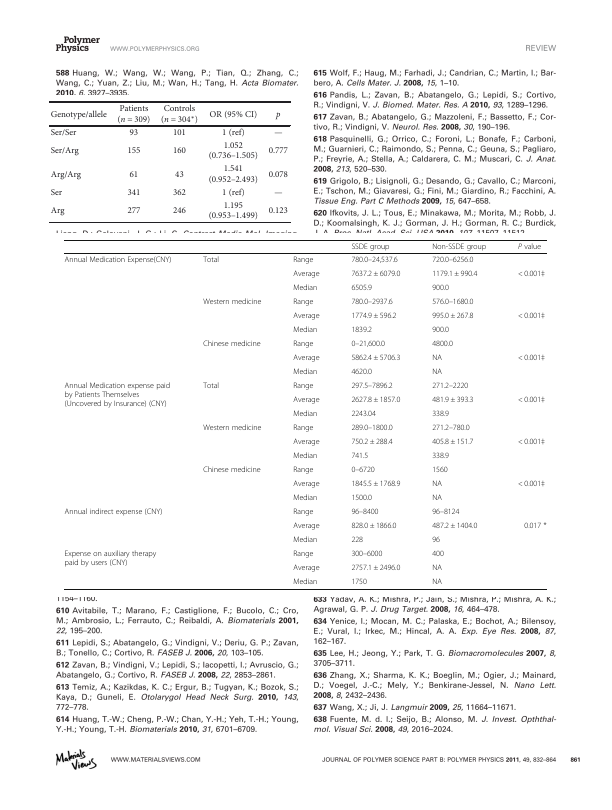 Polymer
Physics
WWW.POLYMERPHYSICS.ORG
REVIEW
588 Huang, W.; Wang, W.; Wang, P.; Tian, Q.; Zhang, C.;
Wang, C.; Yuan, Z.; Liu, M.; Wan, H.; Tang, H. Acta Biomater.
2010, 6, 3927–3935.
Genotype/allele Patients (n = 309) Controls (n = 304*) OR (95% CI) p
Ser/Ser 93 101 1 (ref) —
Ser/Arg 155 160 1.052 (0.736–1.505) 0.777
Arg/Arg 61 43 1.541 (0.952–2.493) 0.078
Ser 341 362 1 (ref) —
Arg 277 246 1.195 (0.953–1.499) 0.123
615 Wolf, F.; Haug, M.; Farhadi, J.; Candrian, C.; Martin, I.; Bar-
bero, A. Cells Mater. J. 2008, 15, 1–10.
616 Pandis, L.; Zavan, B.; Abatangelo, G.; Lepidi, S.; Cortivo,
R.; Vindigni, V. J. Biomed. Mater. Res. A 2010, 93, 1289–1296.
617 Zavan, B.; Abatangelo, G.; Mazzoleni, F.; Bassetto, F.; Cor-
tivo, R.; Vindigni, V. Neurol. Res. 2008, 30, 190–196.
618 Pasquinelli, G.; Orrico, C.; Foroni, L.; Bonafe, F.; Carboni,
M.; Guarnieri, C.; Raimondo, S.; Penna, C.; Geuna, S.; Pagliaro,
P.; Freyrie, A.; Stella, A.; Caldarera, C. M.; Muscari, C. J. Anat.
2008, 213, 520–530.
619 Grigolo, B.; Lisignoli, G.; Desando, G.; Cavallo, C.; Marconi,
E.; Tschon, M.; Giavaresi, G.; Fini, M.; Giardino, R.; Facchini, A.
Tissue Eng. Part C Methods 2009, 15, 647–658.
620 Ifkovits, J. L.; Tous, E.; Minakawa, M.; Morita, M.; Robb, J.
D.; Koomalsingh, K. J.; Gorman, J. H.; Gorman, R. C.; Burdick,
SSDE group Non-SSDE group P value
Annual Medication Expense(CNY) Total Range 780.0–24,537.6 720.0–6256.0
Average 7637.2 ± 6079.0 1179.1 ± 990.4 < 0.001‡
Median 6505.9 900.0
Western medicine Range 780.0–2937.6 576.0–1680.0
Average 1774.9 ± 596.2 995.0 ± 267.8 < 0.001‡
Median 1839.2 900.0
Chinese medicine Range 0–21,600.0 4800.0
Average 5862.4 ± 5706.3 NA < 0.001‡
Median 4620.0 NA
Annual Medication expense paid Total Range 297.5–7896.2 271.2–2220
by Patients Themselves
(Uncovered by Insurance) (CNY)
Average 2627.8 ± 1857.0 481.9 ± 393.3 < 0.001‡
Median 2243.04 338.9
Western medicine Range 289.0–1800.0 271.2–780.0
Average 750.2 ± 288.4 405.8 ± 151.7 < 0.001‡
Median 741.5 338.9
Chinese medicine Range 0–6720 1560
Average 1845.5 ± 1768.9 NA < 0.001‡
Median 1500.0 NA
Annual indirect expense (CNY) Range 96–8400 96–8124
Average 828.0 ± 1866.0 487.2 ± 1404.0 0.017 *
Median 228 96
Expense on auxiliary therapy Range 300–6000 400
paid by users (CNY)
Average 2757.1 ± 2496.0 NA
Median 1750 NA
1154–1160.
610 Avitabile, T.; Marano, F.; Castiglione, F.; Bucolo, C.; Cro,
M.; Ambrosio, L.; Ferrauto, C.; Reibaldi, A. Biomaterials 2001,
22, 195–200.
611 Lepidi, S.; Abatangelo, G.; Vindigni, V.; Deriu, G. P.; Zavan,
B.; Tonello, C.; Cortivo, R. FASEB J. 2006, 20, 103–105.
612 Zavan, B.; Vindigni, V.; Lepidi, S.; Iacopetti, I.; Avruscio, G.;
Abatangelo, G.; Cortivo, R. FASEB J. 2008, 22, 2853–2861.
613 Temiz, A.; Kazikdas, K. C.; Ergur, B.; Tugyan, K.; Bozok, S.;
Kaya, D.; Guneli, E. Otolaryngol Head Neck Surg. 2010, 143,
772–778.
614 Huang, T.-W.; Cheng, P.-W.; Chan, Y.-H.; Yeh, T.-H.; Young,
Y.-H.; Young, T.-H. Biomaterials 2010, 31, 6701–6709.
633 Yadav, A. K.; Mishra, P.; Jain, S.; Mishra, P.; Mishra, A. K.;
Agrawal, G. P. J. Drug Target. 2008, 16, 464–478.
634 Yenice, I.; Mocan, M. C.; Palaska, E.; Bochot, A.; Bilensoy,
E.; Vural, I.; Irkec, M.; Hincal, A. A. Exp. Eye Res. 2008, 87,
162–167.
635 Lee, H.; Jeong, Y.; Park, T. G. Biomacromolecules 2007, 8,
3705–3711.
636 Zhang, X.; Sharma, K. K.; Boeglin, M.; Ogier, J.; Mainard,
D.; Voegel, J.-C.; Mely, Y.; Benkirane-Jessel, N. Nano Lett.
2008, 8, 2432–2436.
637 Wang, X.; Ji, J. Langmuir 2009, 25, 11664–11671.
638 Fuente, M. d. I.; Seijo, B.; Alonso, M. J. Invest. Opththal-
mol. Visual Sci. 2008, 49, 2016–2024.
Materials
Views
WWW.MATERIALSVIEWS.COM
JOURNAL OF POLYMER SCIENCE PART B: POLYMER PHYSICS 2011, 49, 832–864 861